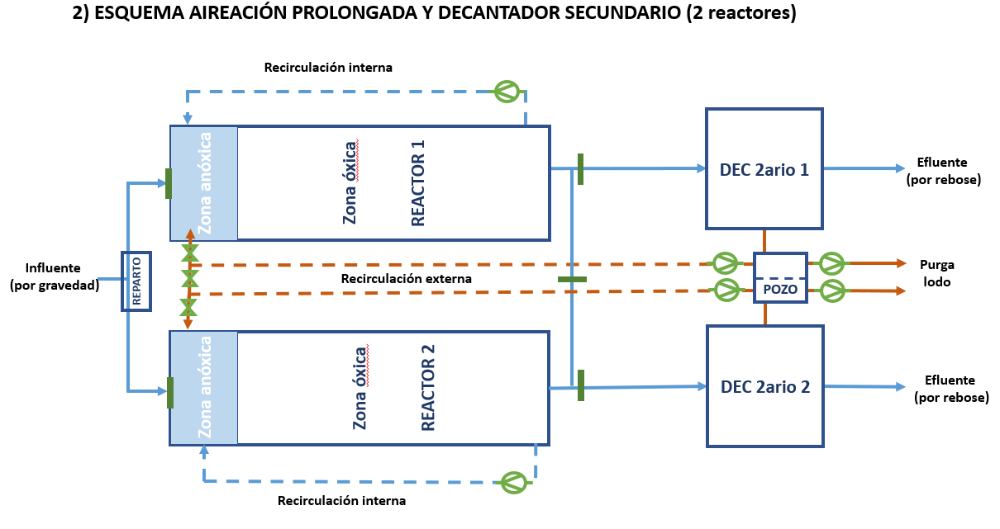 2) ESQUEMA AIREACIÓN PROLONGADA Y DECANTADOR SECUNDARIO (2 reactores)
Recirculación interna
Zona anóxica
Zona óxica
REACTOR 1
DEC 2ario 1
Efluente
(por rebose)
Influente
(por gravedad)
REPARTO
Recirculación externa
POZO
Purga
lodo
Zona anóxica
Zona óxica
REACTOR 2
DEC 2ario 2
Efluente
(por rebose)
Recirculación interna